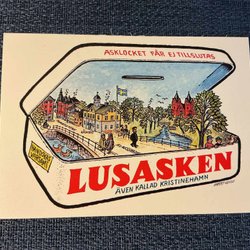 ASKLOCKET FÅR EJ TILLSLUTAS
LUSASKEN
ÄVEN KALLAD KRISTINEHAMN